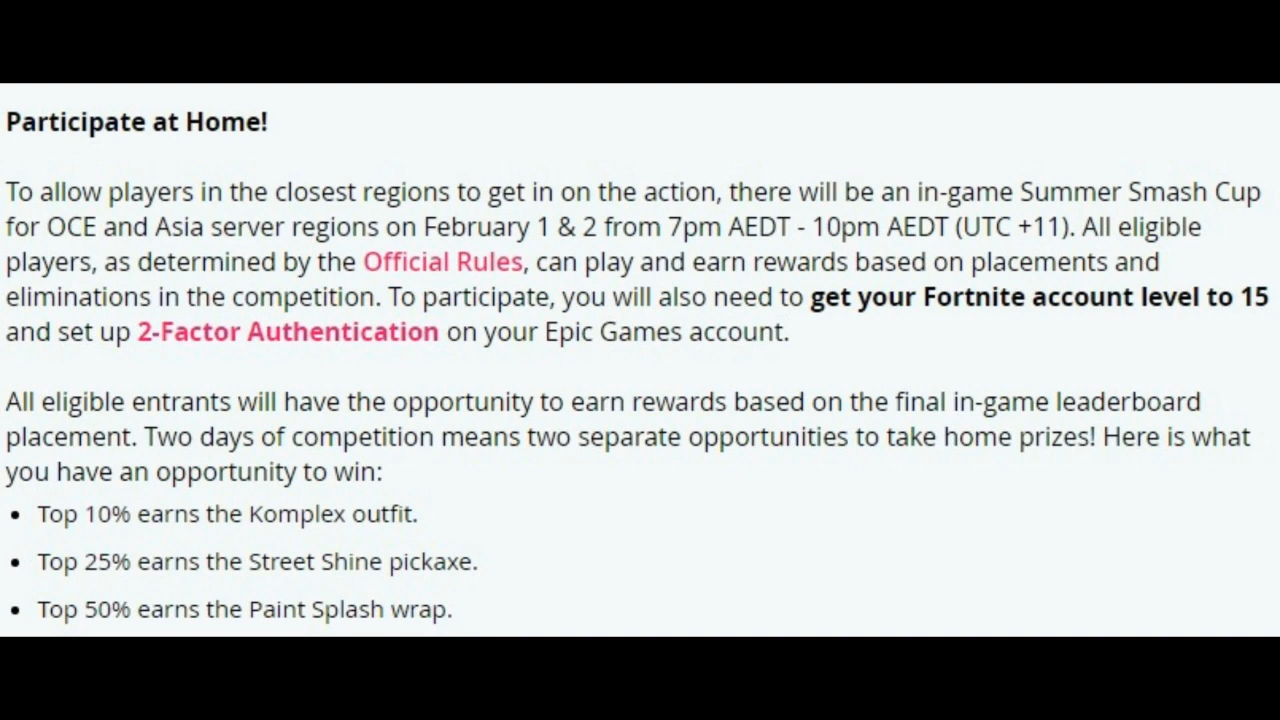 Participate at Home!
To allow players in the closest regions to get in on the action, there will be an in-game Summer Smash Cup
for OCE and Asia server regions on February 1 & 2 from 7pm AEDT - 10pm AEDT (UTC +11). All eligible
players, as determined by the Official Rules, can play and earn rewards based on placements and
eliminations in the competition. To participate, you will also need to get your Fortnite account level to 15
and set up 2-Factor Authentication on your Epic Games account.
All eligible entrants will have the opportunity to earn rewards based on the final in-game leaderboard
placement. Two days of competition means two separate opportunities to take home prizes! Here is what
you have an opportunity to win:
• Top 10% earns the Komplex outfit.
• Top 25% earns the Street Shine pickaxe.
• Top 50% earns the Paint Splash wrap.